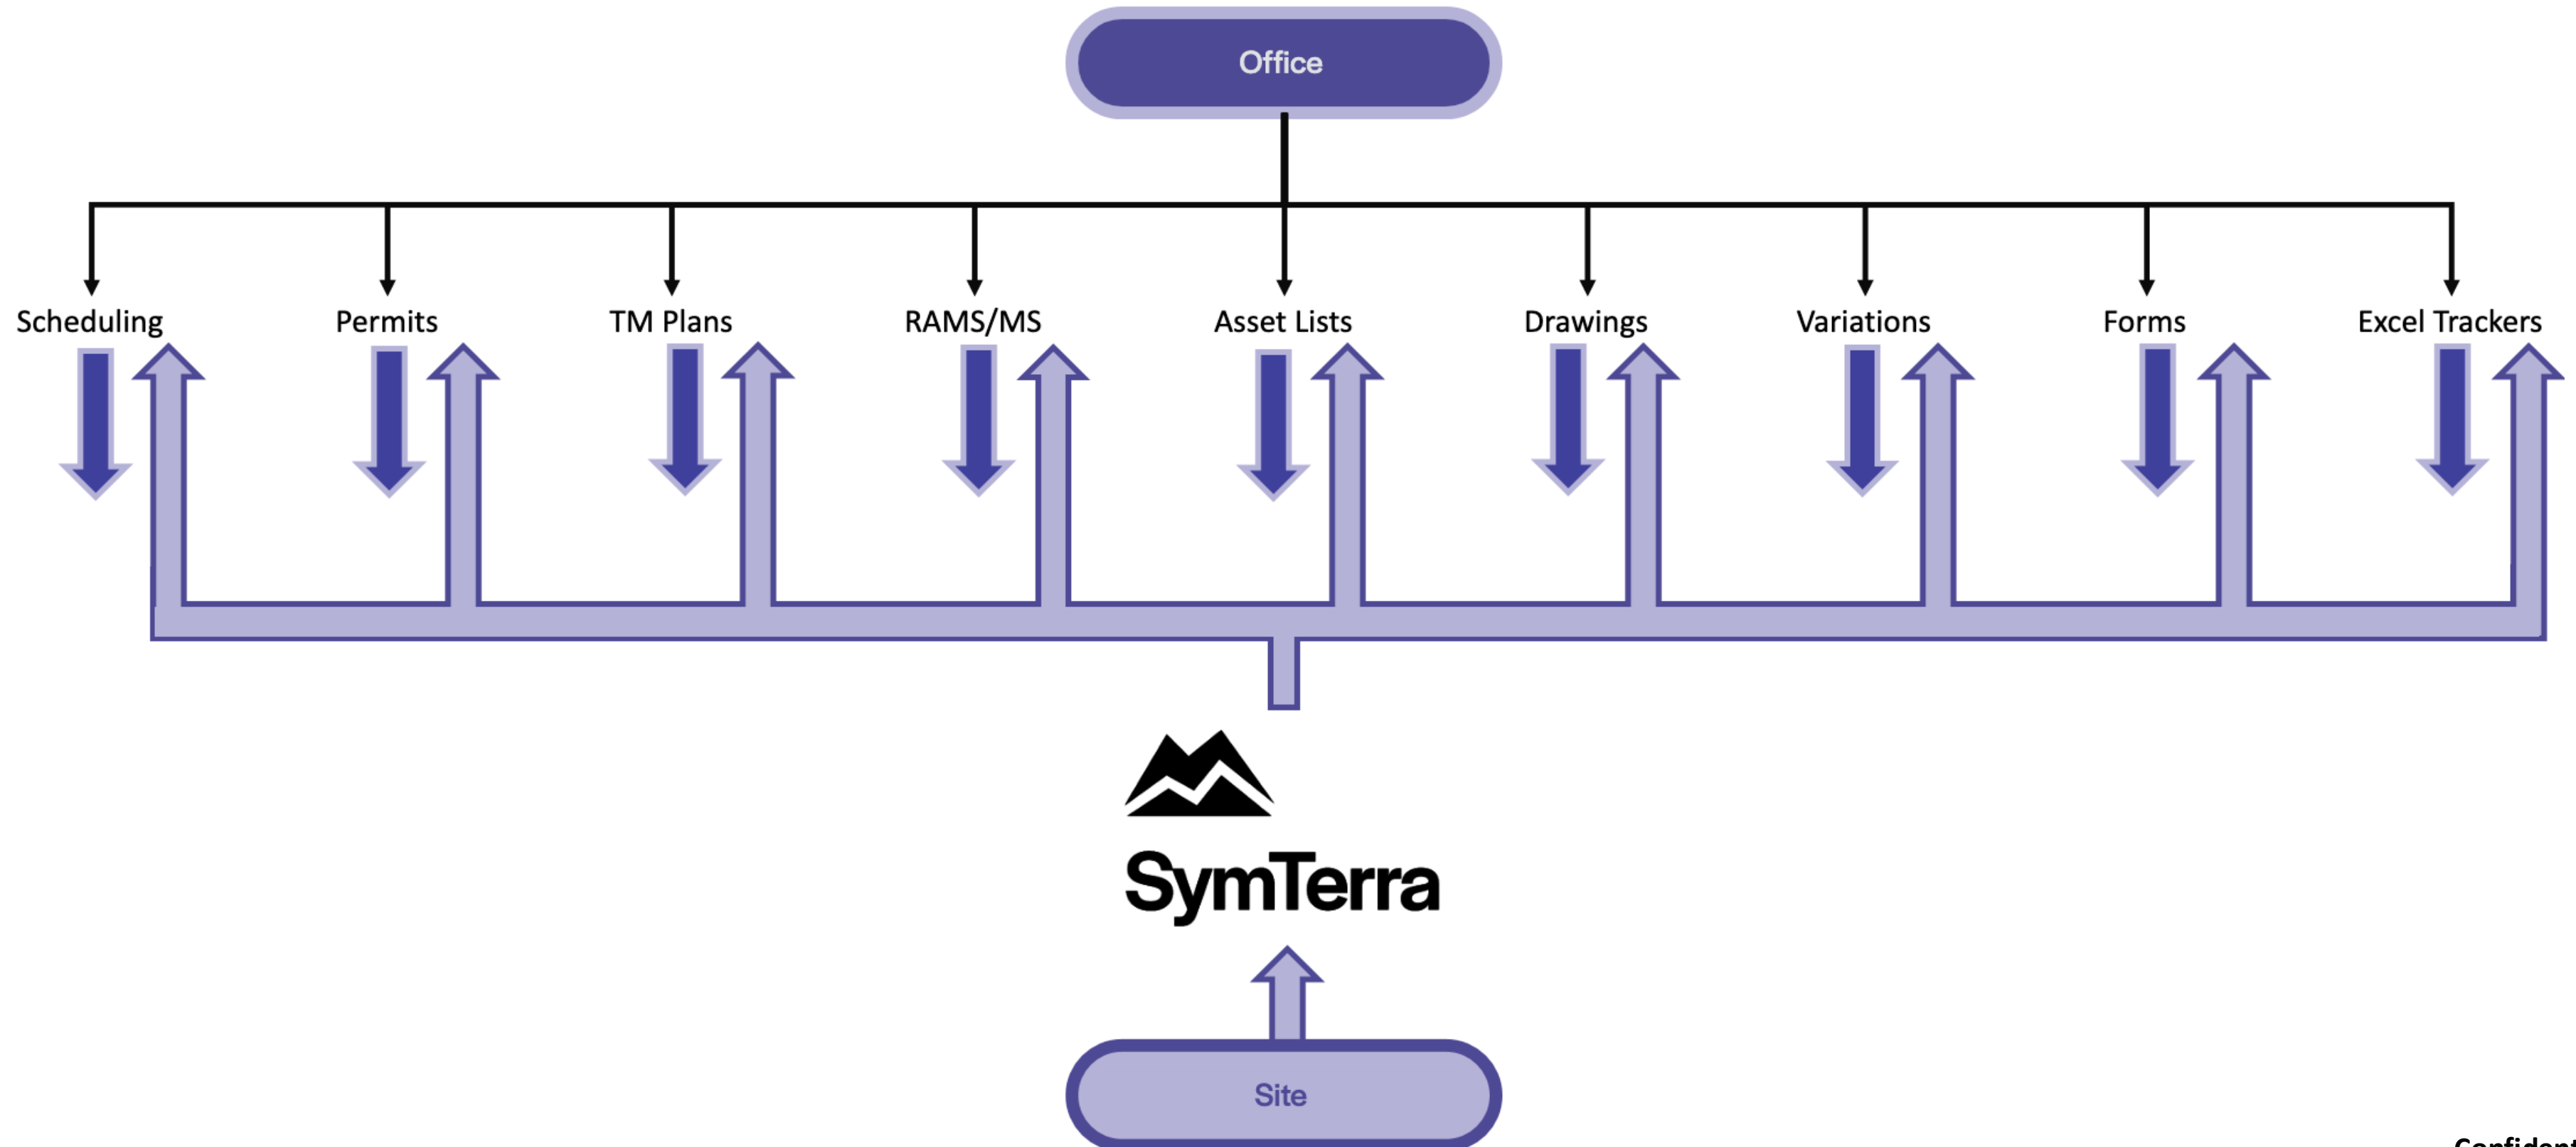 Office
Scheduling Permits TM Plans RAMS/MS Asset Lists Drawings Variations Forms Excel Trackers
SymTerra
Site